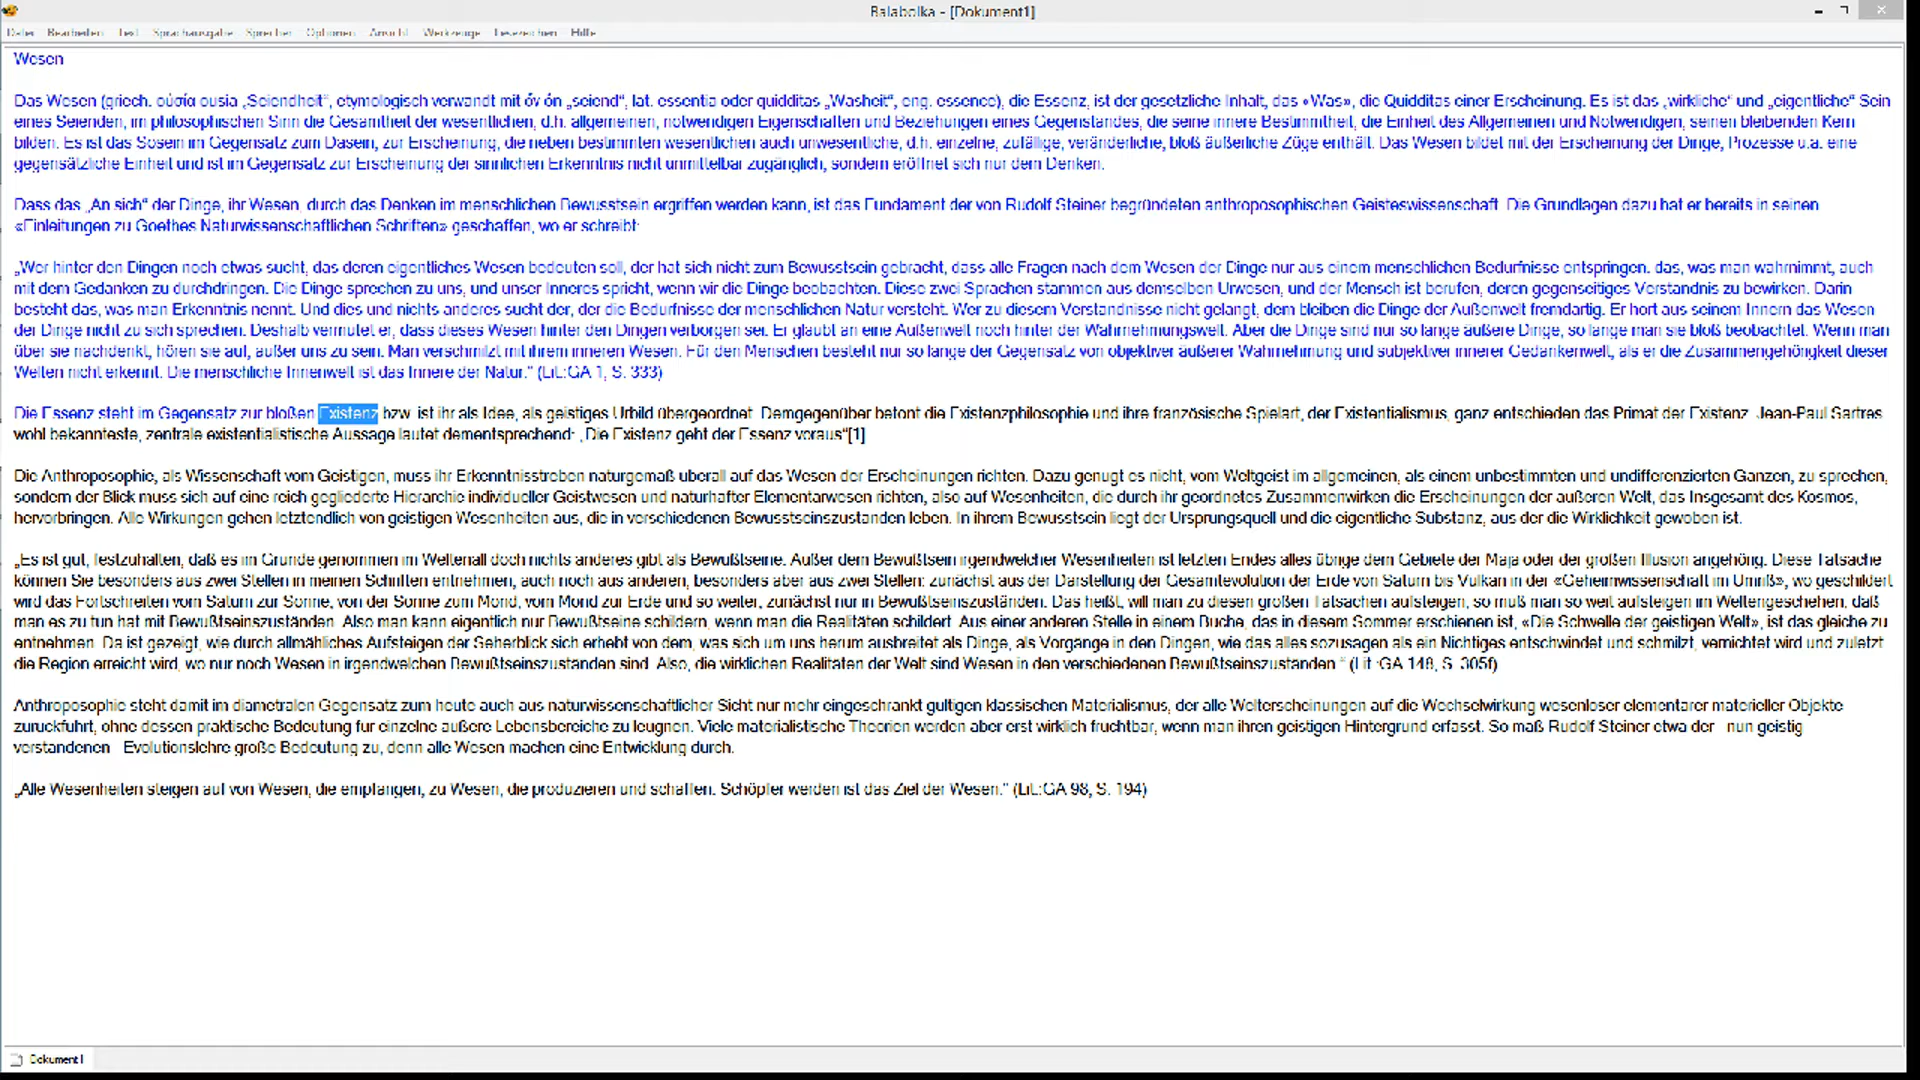 Balabolka - [Dokument1]
Datei Bearbeiten Text Sprachausgabe Sprecher Optionen Ansicht Werkzeuge Lesezeichen Hilfe
Wesen
Das Wesen (griech. οὐσία ousia „Seiendheit“, etymologisch verwandt mit ὄν ón „seiend“, lat. essentia oder quidditas „Washeit“, eng. essence), die Essenz, ist der gesetzliche Inhalt, das «Was», die Quidditas einer Erscheinung. Es ist das „wirkliche“ und „eigentliche“ Sein
eines Seienden, im philosophischen Sinn die Gesamtheit der wesentlichen, d.h. allgemeinen, notwendigen Eigenschaften und Beziehungen eines Gegenstandes, die seine innere Bestimmtheit, die Einheit des Allgemeinen und Notwendigen, seinen bleibenden Kern
bilden. Es ist das Sosein im Gegensatz zum Dasein, zur Erscheinung, die neben bestimmten wesentlichen auch unwesentliche, d.h. einzelne, zufällige, veränderliche, bloß äußerliche Züge enthält. Das Wesen bildet mit der Erscheinung der Dinge, Prozesse u.a. eine
gegensätzliche Einheit und ist im Gegensatz zur Erscheinung der sinnlichen Erkenntnis nicht unmittelbar zugänglich, sondern eröffnet sich nur dem Denken.
Dass das „An sich“ der Dinge, ihr Wesen, durch das Denken im menschlichen Bewusstsein ergriffen werden kann, ist das Fundament der von Rudolf Steiner begründeten anthroposophischen Geisteswissenschaft. Die Grundlagen dazu hat er bereits in seinen
«Einleitungen zu Goethes Naturwissenschaftlichen Schriften» geschaffen, wo er schreibt:
„Wer hinter den Dingen noch etwas sucht, das deren eigentliches Wesen bedeuten soll, der hat sich nicht zum Bewusstsein gebracht, dass alle Fragen nach dem Wesen der Dinge nur aus einem menschlichen Bedürfnisse entspringen: das, was man wahrnimmt, auch
mit dem Gedanken zu durchdringen. Die Dinge sprechen zu uns, und unser Inneres spricht, wenn wir die Dinge beobachten. Diese zwei Sprachen stammen aus demselben Urwesen, und der Mensch ist berufen, deren gegenseitiges Verständnis zu bewirken. Darin
besteht das, was man Erkenntnis nennt. Und dies und nichts anderes sucht der, der die Bedürfnisse der menschlichen Natur versteht. Wer zu diesem Verständnisse nicht gelangt, dem bleiben die Dinge der Außenwelt fremdartig. Er hört aus seinem Innern das Wesen
der Dinge nicht zu sich sprechen. Deshalb vermutet er, dass dieses Wesen hinter den Dingen verborgen sei. Er glaubt an eine Außenwelt noch hinter der Wahrnehmungswelt. Aber die Dinge sind nur so lange äußere Dinge, so lange man sie bloß beobachtet. Wenn man
über sie nachdenkt, hören sie auf, außer uns zu sein. Man verschmilzt mit ihrem inneren Wesen. Für den Menschen besteht nur so lange der Gegensatz von objektiver äußerer Wahrnehmung und subjektiver innerer Gedankenwelt, als er die Zusammengehörigkeit dieser
Welten nicht erkennt. Die menschliche Innenwelt ist das Innere der Natur.“ (Lit.:GA 1, S. 333)
Die Essenz steht im Gegensatz zur bloßen Existenz bzw. ist ihr als Idee, als geistiges Urbild übergeordnet. Demgegenüber betont die Existenzphilosophie und ihre französische Spielart, der Existentialismus, ganz entschieden das Primat der Existenz. Jean-Paul Sartres
wohl bekannteste, zentrale existentialistische Aussage lautet dementsprechend: „Die Existenz geht der Essenz voraus“[1]
Die Anthroposophie, als Wissenschaft vom Geistigen, muss ihr Erkenntnisstreben naturgemäß überall auf das Wesen der Erscheinungen richten. Dazu genügt es nicht, vom Weltgeist im allgemeinen, als einem unbestimmten und undifferenzierten Ganzen, zu sprechen,
sondern der Blick muss sich auf eine reich gegliederte Hierarchie individueller Geistwesen und naturhafter Elementarwesen richten, also auf Wesenheiten, die durch ihr geordnetes Zusammenwirken die Erscheinungen der äußeren Welt, das Insgesamt des Kosmos,
hervorbringen. Alle Wirkungen gehen letztendlich von geistigen Wesenheiten aus, die in verschiedenen Bewusstseinszuständen leben. In ihrem Bewusstsein liegt der Ursprungsquell und die eigentliche Substanz, aus der die Wirklichkeit gewoben ist.
„Es ist gut, festzuhalten, daß es im Grunde genommen im Weltenall doch nichts anderes gibt als Bewußtseine. Außer dem Bewußtsein irgendwelcher Wesenheiten ist letzten Endes alles übrige dem Gebiete der Maja oder der großen Illusion angehörig. Diese Tatsache
können Sie besonders aus zwei Stellen in meinen Schriften entnehmen, auch noch aus anderen, besonders aber aus zwei Stellen: zunächst aus der Darstellung der Gesamtevolution der Erde von Saturn bis Vulkan in der «Geheimwissenschaft im Umriß», wo geschildert
wird das Fortschreiten vom Saturn zur Sonne, von der Sonne zum Mond, vom Mond zur Erde und so weiter, zunächst nur in Bewußtseinszuständen. Das heißt, will man zu diesen großen Tatsachen aufsteigen, so muß man so weit aufsteigen im Weltengeschehen, daß
man es zu tun hat mit Bewußtseinszuständen. Also man kann eigentlich nur Bewußtseine schildern, wenn man die Realitäten schildert. Aus einer anderen Stelle in einem Buche, das in diesem Sommer erschienen ist, «Die Schwelle der geistigen Welt», ist das gleiche zu
entnehmen. Da ist gezeigt, wie durch allmähliches Aufsteigen der Seherblick sich erhebt von dem, was sich um uns herum ausbreitet als Dinge, als Vorgänge in den Dingen, wie das alles sozusagen als ein Nichtiges entschwindet und schmilzt, vernichtet wird und zuletzt
die Region erreicht wird, wo nur noch Wesen in irgendwelchen Bewußtseinszuständen sind. Also, die wirklichen Realitäten der Welt sind Wesen in den verschiedenen Bewußtseinszuständen.“ (Lit.:GA 148, S. 305f)
Anthroposophie steht damit im diametralen Gegensatz zum heute auch aus naturwissenschaftlicher Sicht nur mehr eingeschränkt gültigen klassischen Materialismus, der alle Welterscheinungen auf die Wechselwirkung wesenloser elementarer materieller Objekte
zurückführt, ohne dessen praktische Bedeutung für einzelne äußere Lebensbereiche zu leugnen. Viele materialistische Theorien werden aber erst wirklich fruchtbar, wenn man ihren geistigen Hintergrund erfasst. So maß Rudolf Steiner etwa der - nun geistig
verstandenen - Evolutionslehre große Bedeutung zu, denn alle Wesen machen eine Entwicklung durch.
„Alle Wesenheiten steigen auf von Wesen, die empfangen, zu Wesen, die produzieren und schaffen. Schöpfer werden ist das Ziel der Wesen.“ (Lit.:GA 98, S. 194)
Dokument1